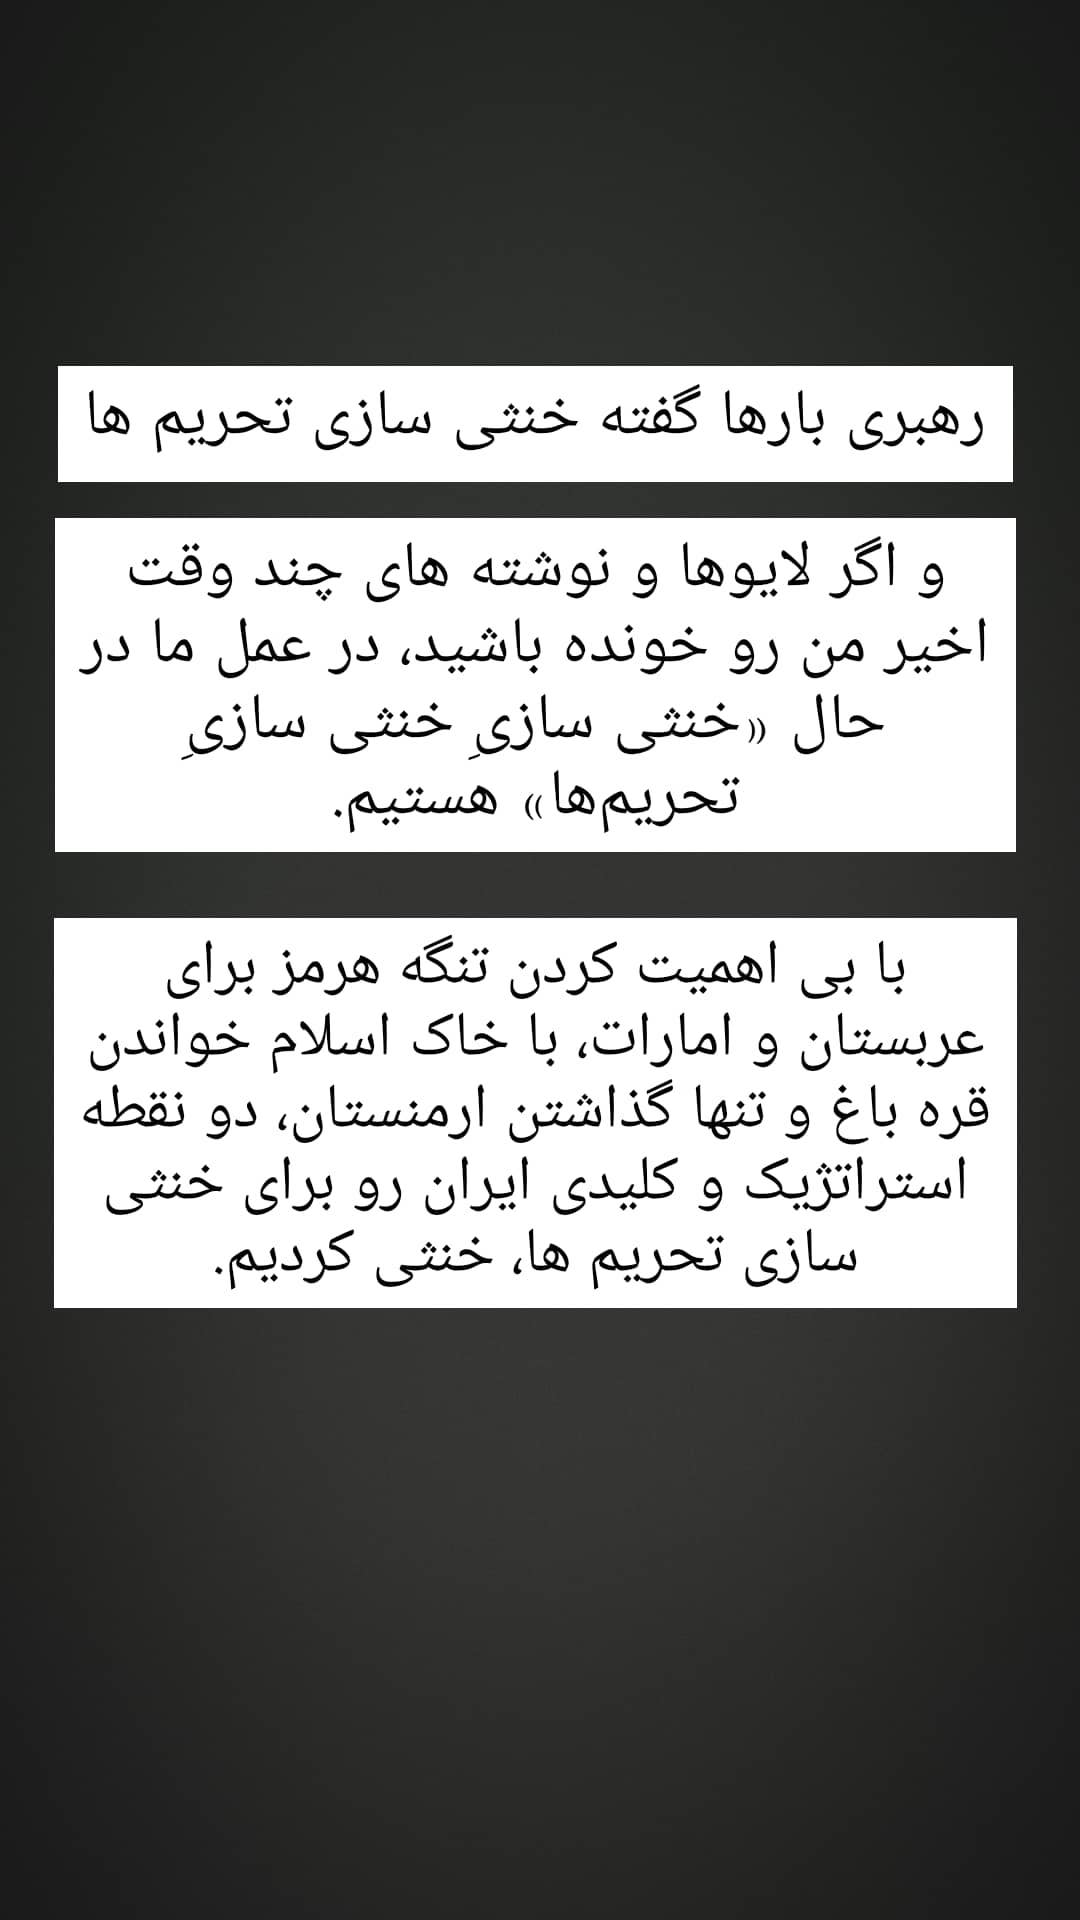 رهبری بارها گفته خنثی سازی تحریم ها
و اگر لایوها و نوشته های چند وقت
اخیر من رو خونده باشید، در عمل ما در
حال «خنثی سازیِ خنثی سازیِ
تحریم‌ها» هستیم.
با بی اهمیت کردن تنگه هرمز برای
عربستان و امارات، با خاک اسلام خواندن
قره باغ و تنها گذاشتن ارمنستان، دو نقطه
استراتژیک و کلیدی ایران رو برای خنثی
سازی تحریم ها، خنثی کردیم.